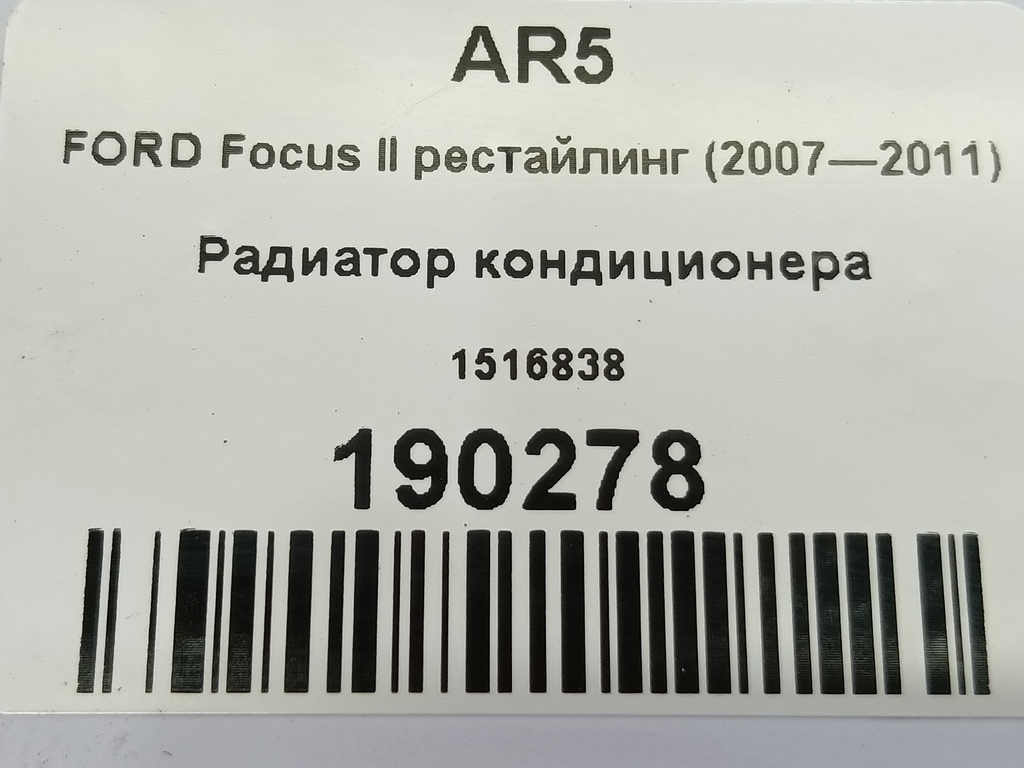 AR5
FORD Focus II рестайлинг (2007—2011)
Радиатор кондиционера
1516838
190278